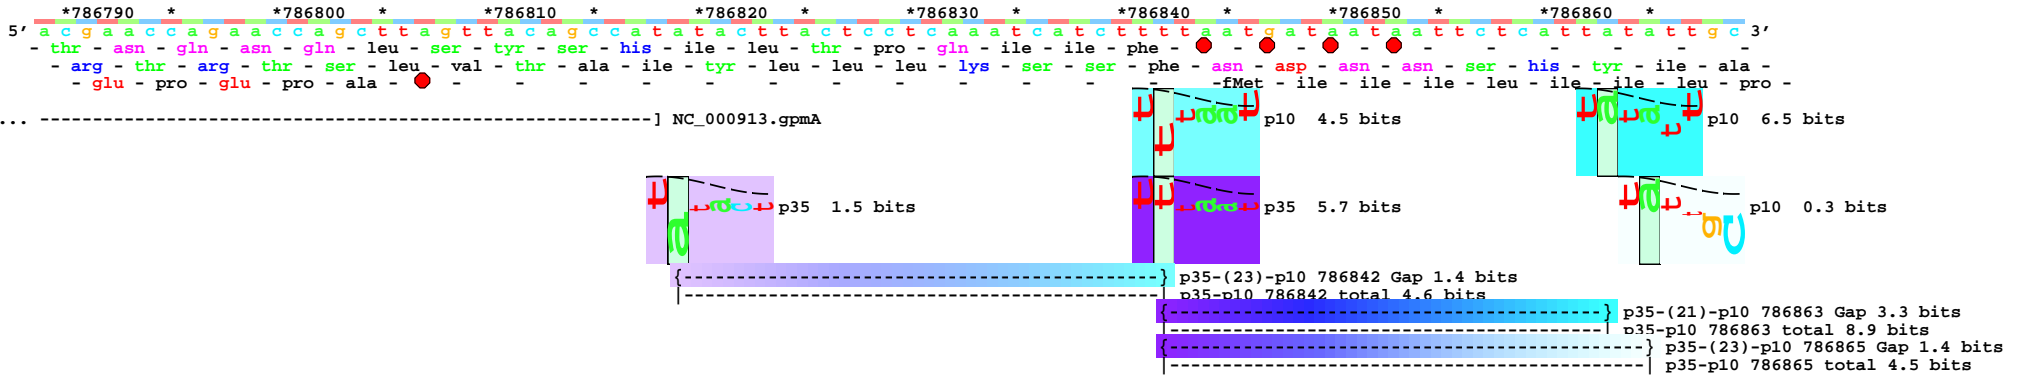 *786790 * *786800 * *786810 * *786820 * *786830 * *786840 * *786850 * *786860 *
5' a c g a a c c a g a a c c a g c t t a g t t a c a g c c a t a t a c t t a c t c c t c a a a t c a t c t t t t a a t g a t a a t a a t t c t c a t t a t a t t g c 3'
- thr - asn - gln - asn - gln - leu - ser - tyr - ser - his - ile - leu - thr - pro - gln - ile - ile - phe - - - - - - - - -
- arg - thr - arg - thr - ser - leu - val - thr - ala - ile - tyr - leu - leu - leu - lys - ser - ser - phe - asn - asp - asn - asn - ser - his - tyr - ile - ala -
- glu - pro - glu - pro - ala - - - - - - - - - - - - - -fMet - ile - ile - ile - leu - ile - ile - leu - pro -
... ----------------------------------------------------------] NC_000913.gpmA
t t t a a t p10 4.5 bits
t a t a t t p10 6.5 bits
t a t a c t p35 1.5 bits
t t t a a t p35 5.7 bits
t a t t g c p10 0.3 bits
{---------------------------------------------} p35-(23)-p10 786842 Gap 1.4 bits
|---------------------------------------------| p35-p10 786842 total 4.6 bits
{-----------------------------------------} p35-(21)-p10 786863 Gap 3.3 bits
|-----------------------------------------| p35-p10 786863 total 8.9 bits
{---------------------------------------------} p35-(23)-p10 786865 Gap 1.4 bits
|---------------------------------------------| p35-p10 786865 total 4.5 bits